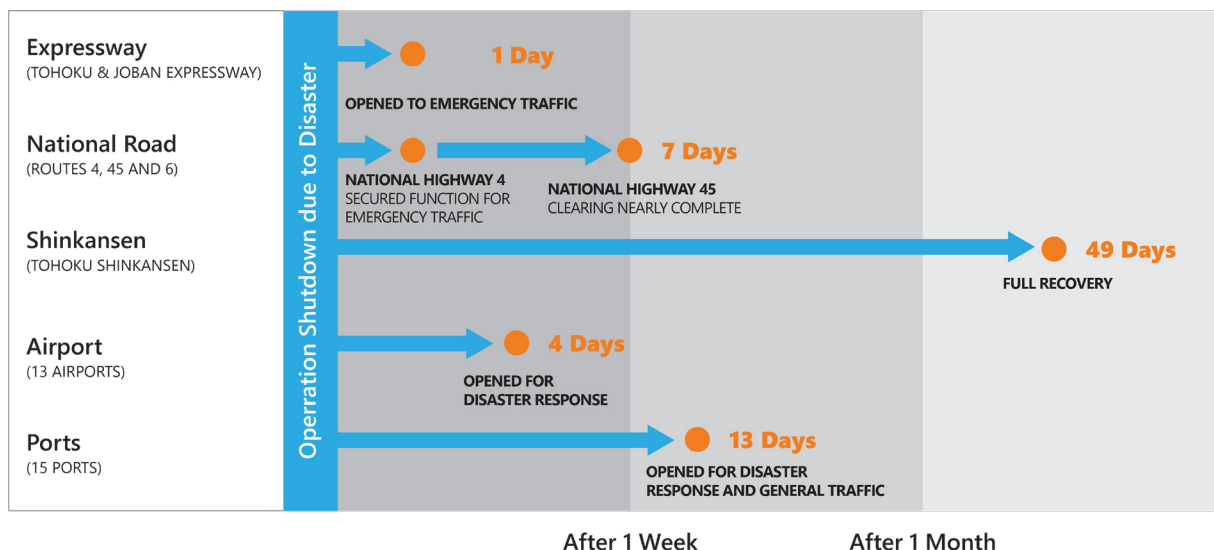 Expressway
(TOHOKU & JOBAN EXPRESSWAY)
National Road
(ROUTES 4, 45 AND 6)
Shinkansen
(TOHOKU SHINKANSEN)
Airport
(13 AIRPORTS)
Ports
(15 PORTS)
Operration Shutdown due to Disaster
1 Day
OPENED TO EMERGENCY TRAFFIC
7 Days
NATIONAL HIGHWAY 4
SECURED FUNCTION FOR
EMERGENCY TRAFFIC
NATIONAL HIGHWAY 45
CLEARING NEARLY COMPLETE
49 Days
FULL RECOVERY
4 Days
OPENED FOR
DISASTER RESPONSE
13 Days
OPENED FOR DISASTER
RESPONSE AND GENERAL TRAFFIC
After 1 Week
After 1 Month